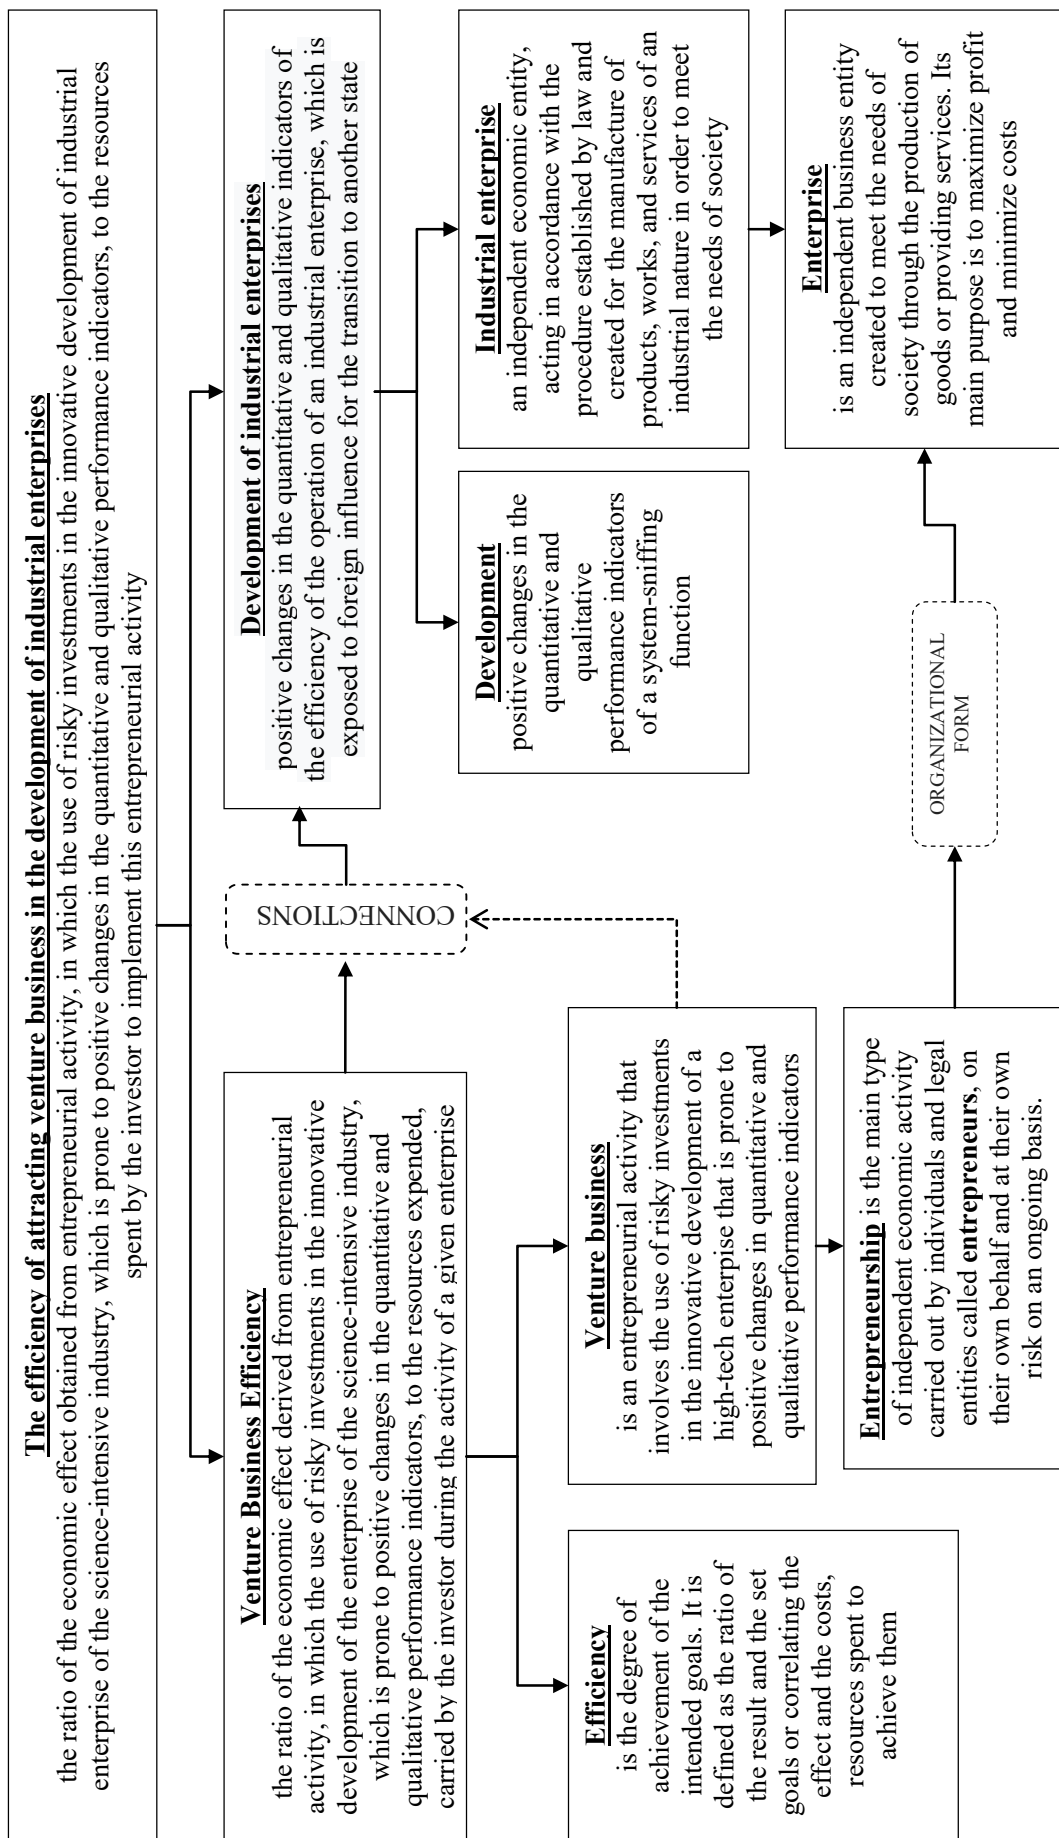 The efficiency of attracting venture business in the development of industrial enterprises
the ratio of the economic effect obtained from entrepreneurial activity, in which the use of risky investments in the innovative development of industrial
enterprise of the science-intensive industry, which is prone to positive changes in the quantitative and qualitative performance indicators, to the resources
spent by the investor to implement this entrepreneurial activity
Venture Business Efficiency
the ratio of the economic effect derived from entrepreneurial
activity, in which the use of risky investments in the innovative
development of the enterprise of the science-intensive industry,
which is prone to positive changes in the quantitative and
qualitative performance indicators, to the resources expended,
carried by the investor during the activity of a given enterprise
CONNECTIONS
Development of industrial enterprises
positive changes in the quantitative and qualitative indicators of
the efficiency of the operation of an industrial enterprise, which is
exposed to foreign influence for the transition to another state
Efficiency
is the degree of
achievement of the
intended goals. It is
defined as the ratio of
the result and the set
goals or correlating the
effect and the costs,
resources spent to
achieve them
Venture business
is an entrepreneurial activity that
involves the use of risky investments
in the innovative development of a
high-tech enterpise that is prone to
positive changes in quantitative and
qualitative performance indicators
Development
positive changes in the
quantitative and
qualitative
performance indicators
of a system-sniffing
function
Industrial enterprise
an independent economic entity,
acting in accordance with the
procedure established by law and
created for the manufacture of
products, works, and services of an
industrial nature in order to meet
the needs of society
Entrepreneurship is the main type
of independent economic activity
carried out by individuals and legal
entities called entrepreneurs, on
their own behalf and at their own
risk on an ongoing basis.
ORGANIZATIONAL
FORM
Enterprise
is an independent business entity
created to meet the needs of
society through the production of
goods or providing services. Its
main purpose is to maximize profit
and minimize costs